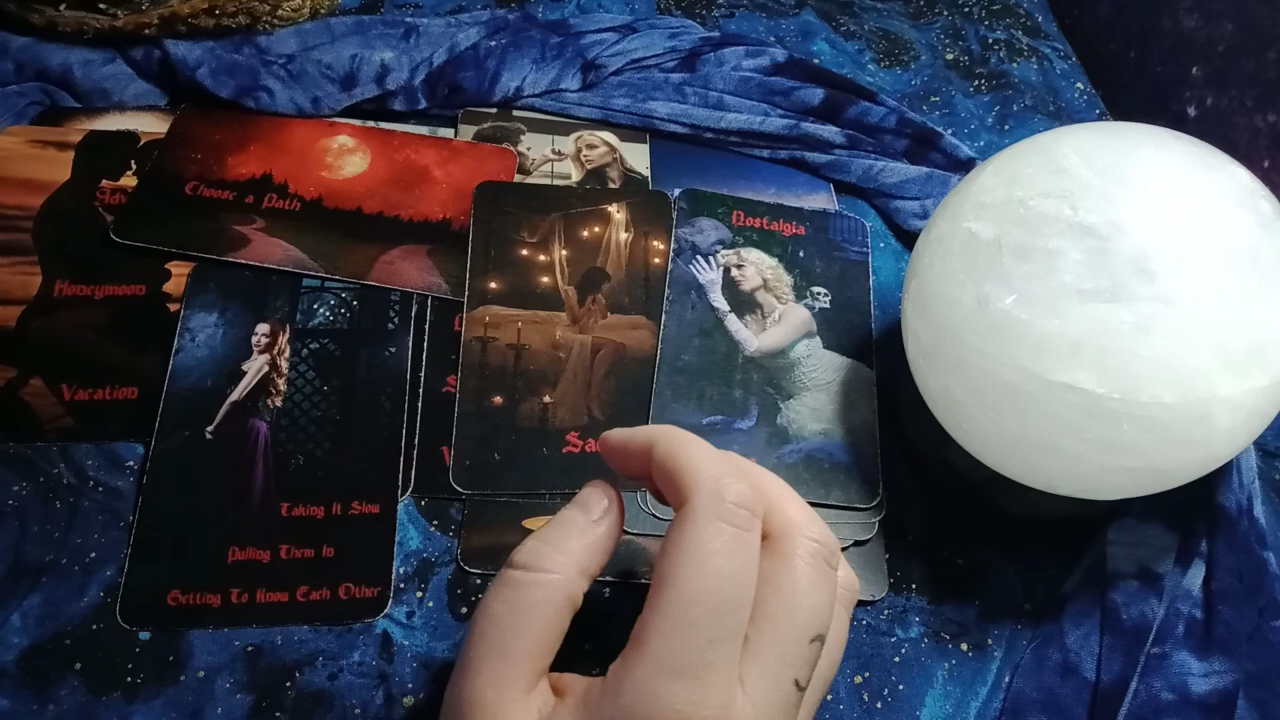 Choose a Path
Honeymoon
Vacation
Taking It Slow
Pulling Them In
Getting To Know Each Other
Nostalgia